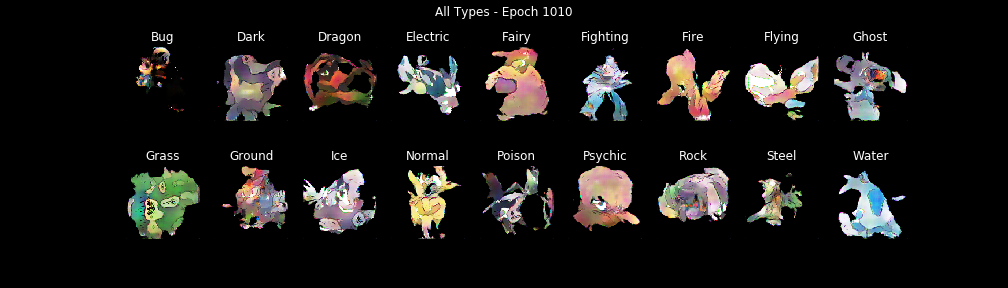 All Types - Epoch 1010
Bug Dark Dragon Electric Fairy Fighting Fire Flying Ghost
Grass Ground Ice Normal Poison Psychic Rock Steel Water